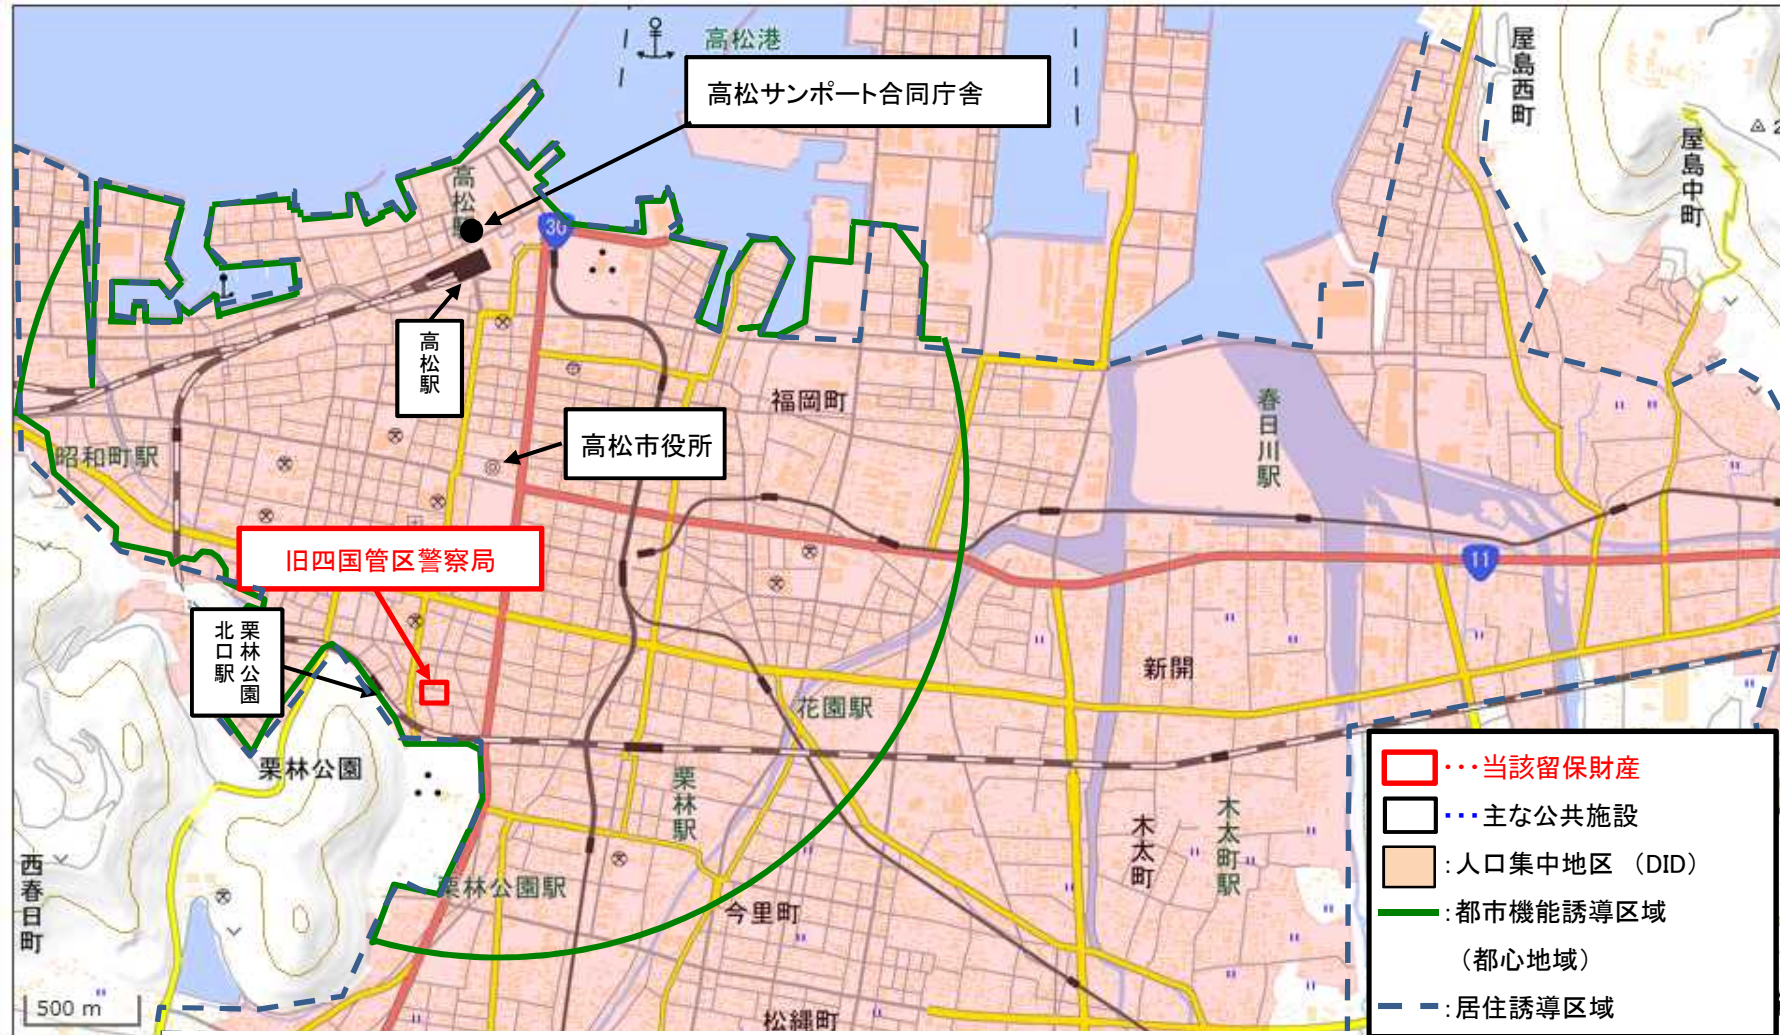 高松港
高松サンポート合同庁舎
屋島西町
屋島中町
高松
30
高松駅
福岡町
高松市役所
昭和町駅
春日川駅
旧四国管区警察局
11
栗林公園
北口駅
新開
花園駅
栗林公園
栗林駅
木太町
木太町駅
西春日町
栗林公園駅
今里町
松縄町
500 m
・・・当該留保財産
・・・主な公共施設
：人口集中地区 （DID）
：都市機能誘導区域
（都心地域）
：居住誘導区域